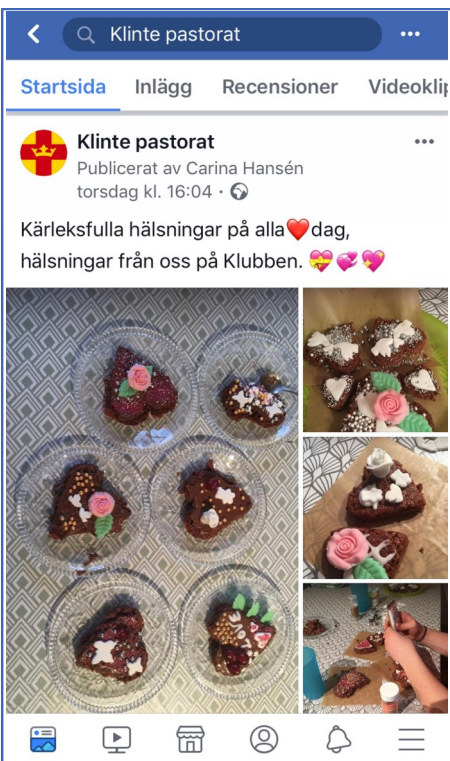 Klinte pastorat
Startsida Inlägg Recensioner Videoklip
Klinte pastorat
Publicerat av Carina Hansén
torsdag kl. 16:04 ·
Kärleksfulla hälsningar på alla❤️dag,
hälsningar från oss på Klubben. 💝💞💖